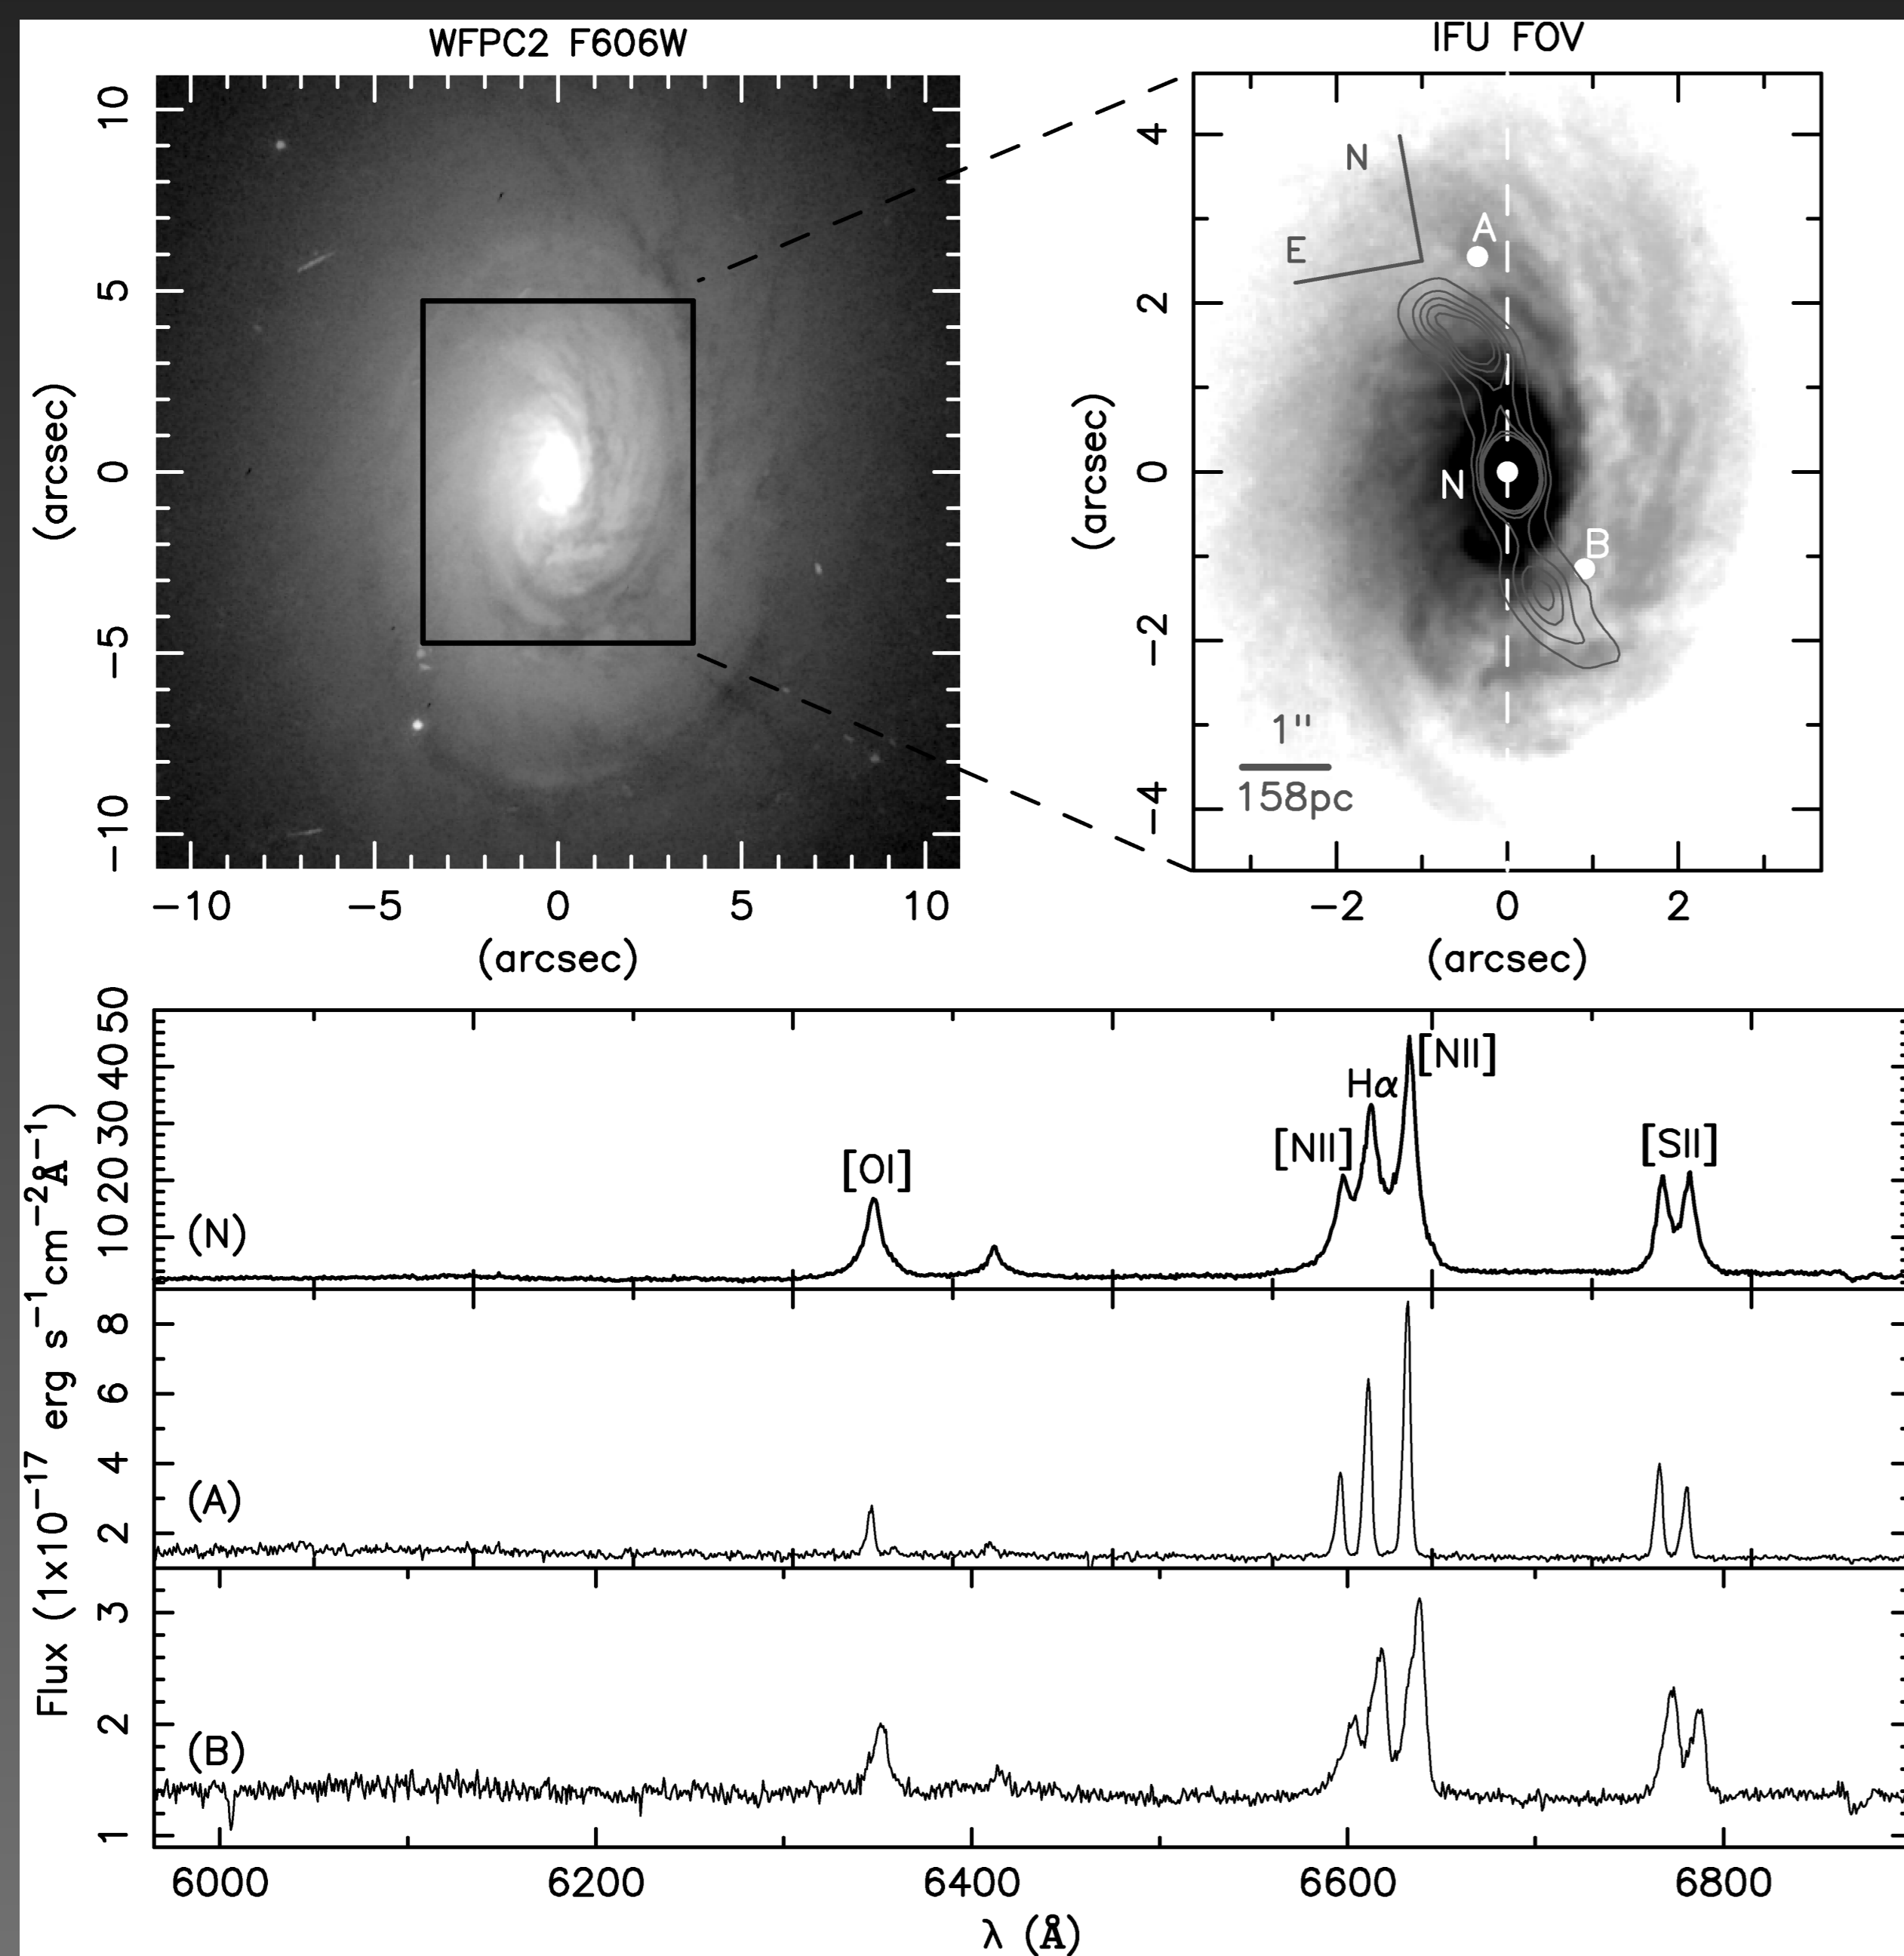 WFPC2 F606W
IFU FOV
10
5
0
−5
−10
(arcsec)
−10 −5 0 5 10
(arcsec)
4
2
0
−2
−4
(arcsec)
N
E
A
N
B
1"
158pc
−2 0 2
(arcsec)
Flux (1x10⁻¹⁷ erg s⁻¹cm⁻²Å⁻¹)
50
40
30
20
10
[OI]
[NII]
Hα
[NII]
[SII]
(N)
8
6
4
2
(A)
3
2
1
(B)
6000 6200 6400 6600 6800
λ (Å)